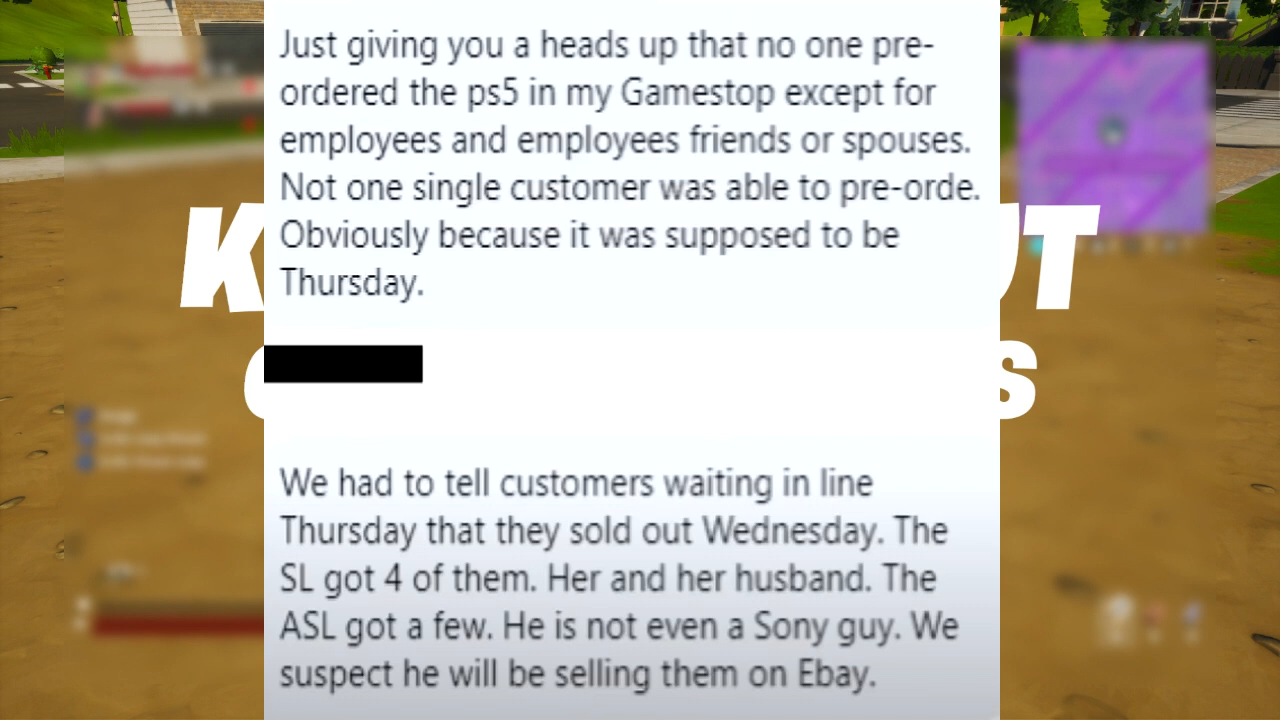 Just giving you a heads up that no one pre-
ordered the ps5 in my Gamestop except for
employees and employees friends or spouses.
Not one single customer was able to pre-orde.
Obviously because it was supposed to be
Thursday.
We had to tell customers waiting in line
Thursday that they sold out Wednesday. The
SL got 4 of them. Her and her husband. The
ASL got a few. He is not even a Sony guy. We
suspect he will be selling them on Ebay.